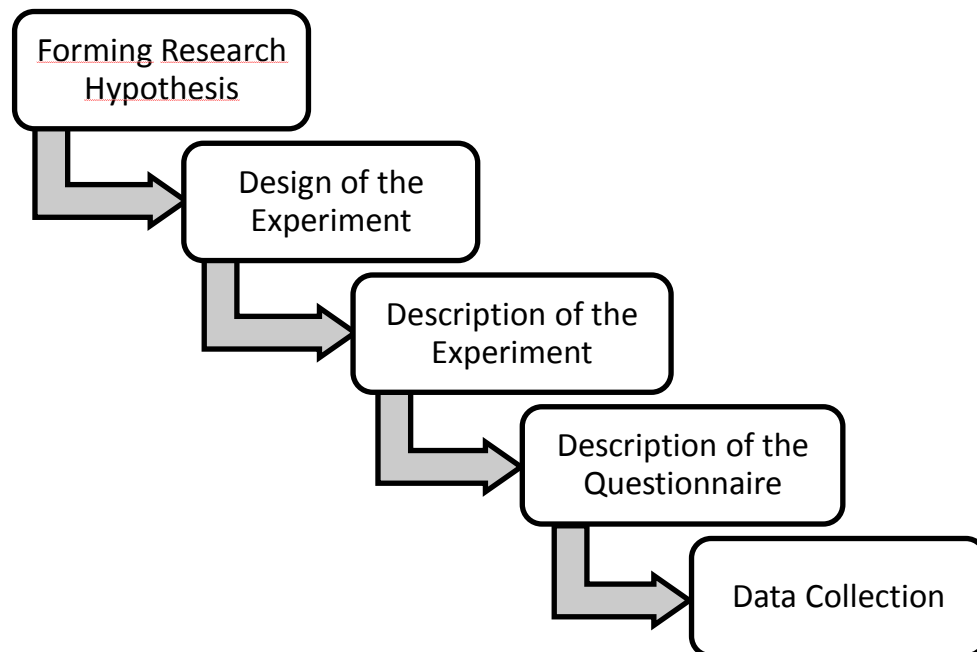 Forming Research
Hypothesis
Design of the
Experiment
Description of the
Experiment
Description of the
Questionnaire
Data Collection